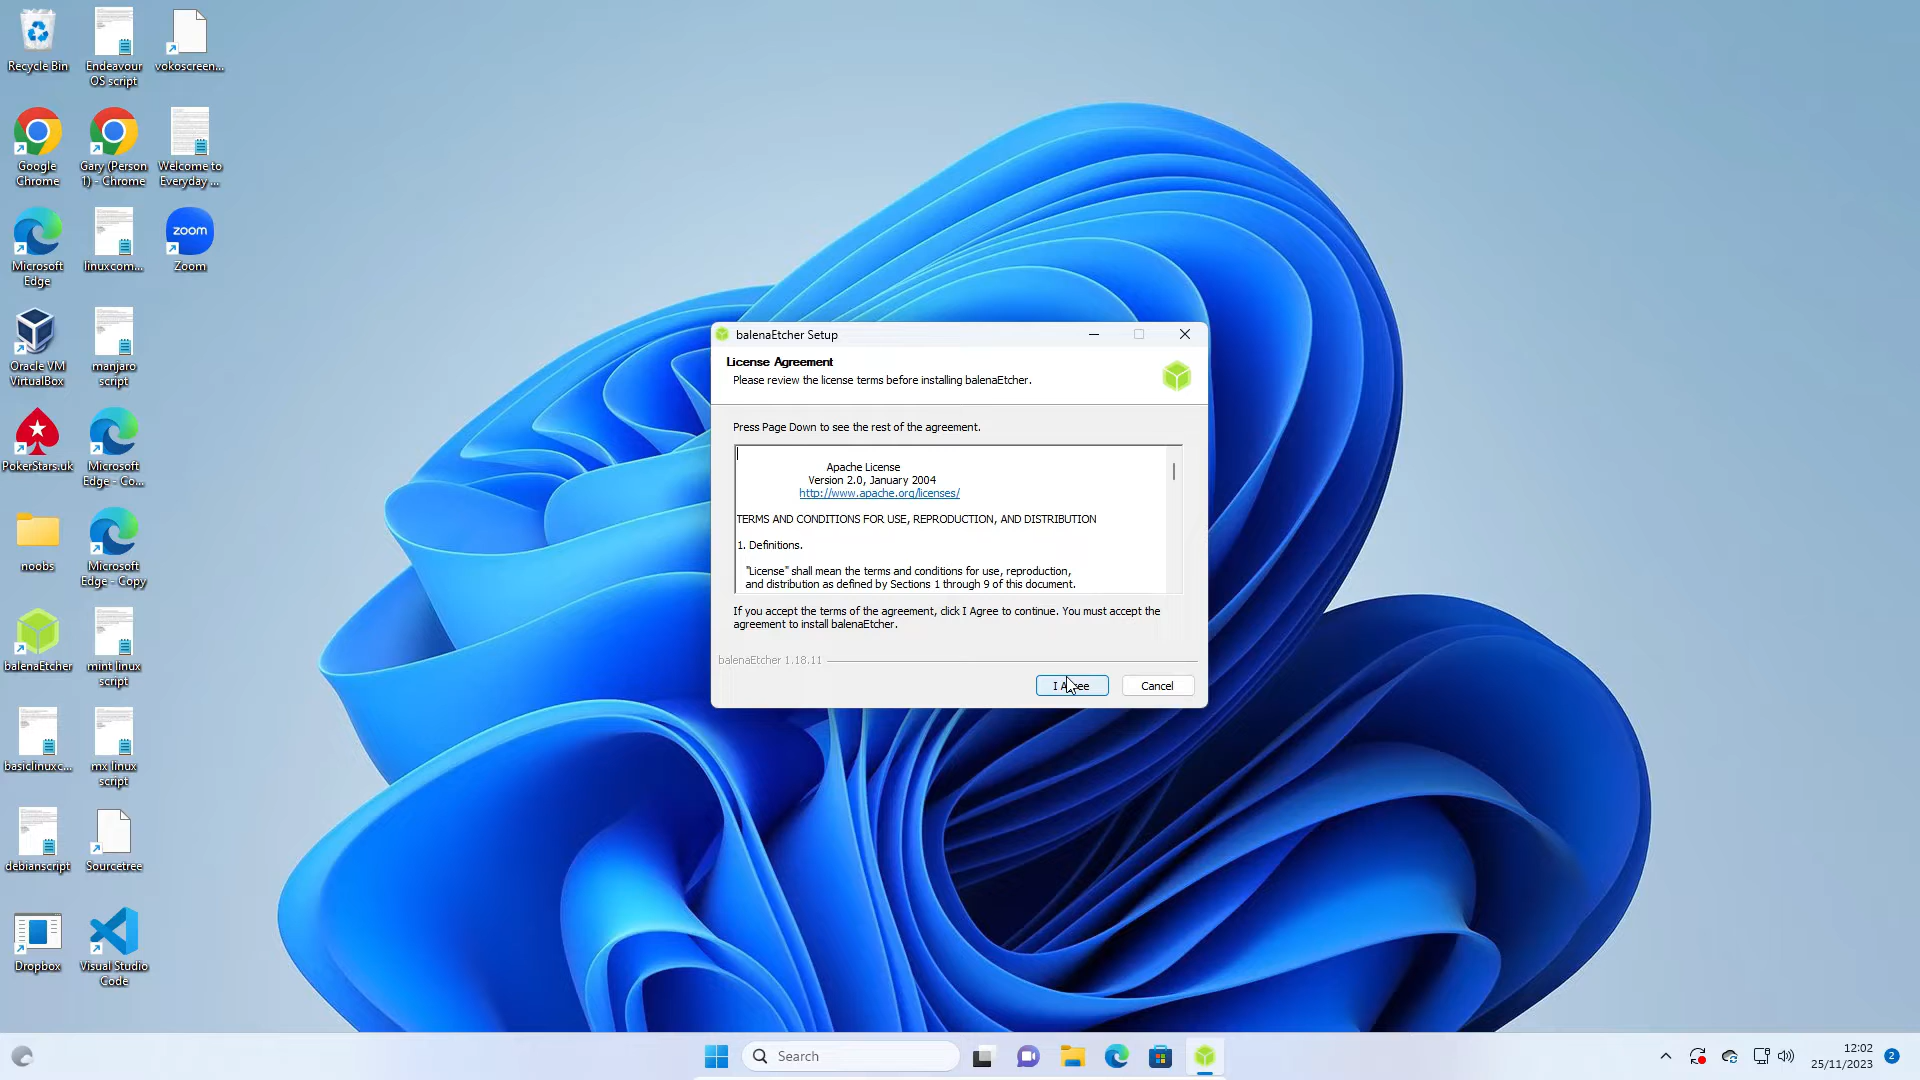 Recycle Bin
Endeavour
OS script
vokoscreen...
Google
Chrome
Gary (Person
1) - Chrome
Welcome to
Everyday ...
Microsoft
Edge
linuxcom...
zoom
Zoom
Oracle VM
VirtualBox
manjaro
script
PokerStars.uk
Microsoft
Edge - Co...
noobs
Microsoft
Edge - Copy
balenaEtcher
mint linux
script
basiclinuxc...
mx linux
script
debianscript
Sourcetree
Dropbox
Visual Studio
Code
balenaEtcher Setup
License Agreement
Please review the license terms before installing balenaEtcher.
Press Page Down to see the rest of the agreement.
Apache License
Version 2.0, January 2004
http://www.apache.org/licenses/
TERMS AND CONDITIONS FOR USE, REPRODUCTION, AND DISTRIBUTION
1. Definitions.
"License" shall mean the terms and conditions for use, reproduction,
and distribution as defined by Sections 1 through 9 of this document.
If you accept the terms of the agreement, click I Agree to continue. You must accept the
agreement to install balenaEtcher.
balenaEtcher 1.18.11
I Agree
Cancel
Search
12:02
25/11/2023
2